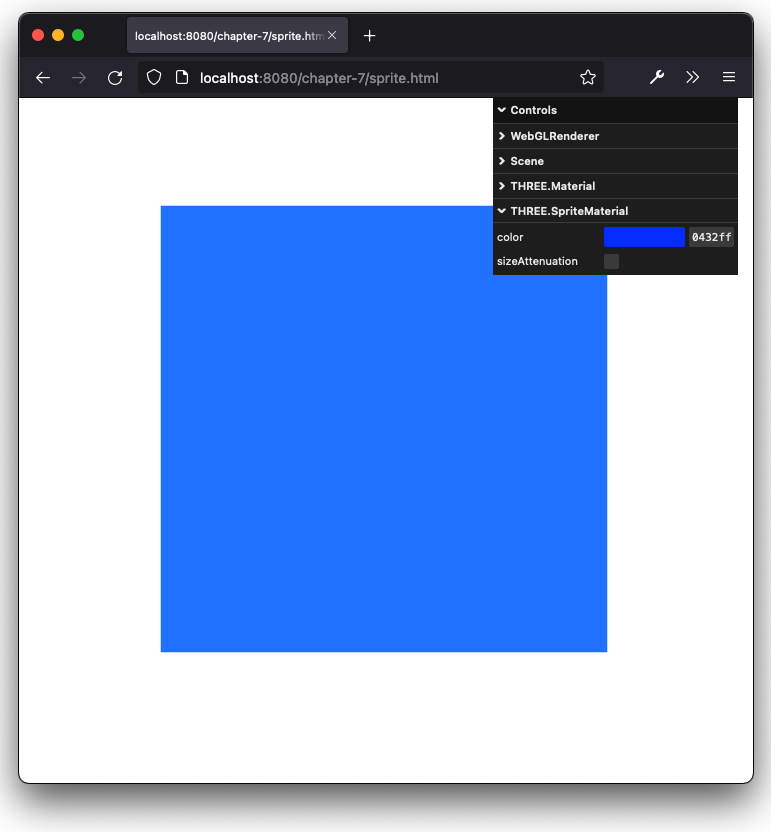 localhost:8080/chapter-7/sprite.htm
localhost:8080/chapter-7/sprite.html
Controls
WebGLRenderer
Scene
THREE.Material
THREE.SpriteMaterial
color 0432ff
sizeAttenuation